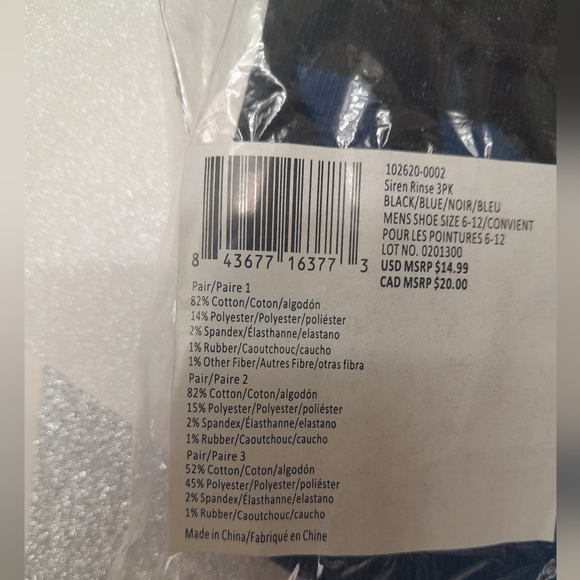 102620-0002
Siren Rinse 3PK
BLACK/BLUE/NOIR/BLEU
MENS SHOE SIZE 6-12/CONVIENT
POUR LES POINTURES 6-12
LOT NO. 0201300
USD MSRP $14.99
CAD MSRP $20.00
8 43677 16377 3
Pair/Paire 1
82% Cotton/Coton/algodón
14% Polyester/Polyester/poliéster
2% Spandex/Élasthanne/elastano
1% Rubber/Caoutchouc/caucho
1% Other Fiber/Autres Fibre/otras fibra
Pair/Paire 2
82% Cotton/Coton/algodón
15% Polyester/Polyester/poliéster
2% Spandex/Élasthanne/elastano
1% Rubber/Caoutchouc/caucho
Pair/Paire 3
52% Cotton/Coton/algodón
45% Polyester/Polyester/poliéster
2% Spandex/Élasthanne/elastano
1% Rubber/Caoutchouc/caucho
Made in China/Fabriqué en Chine